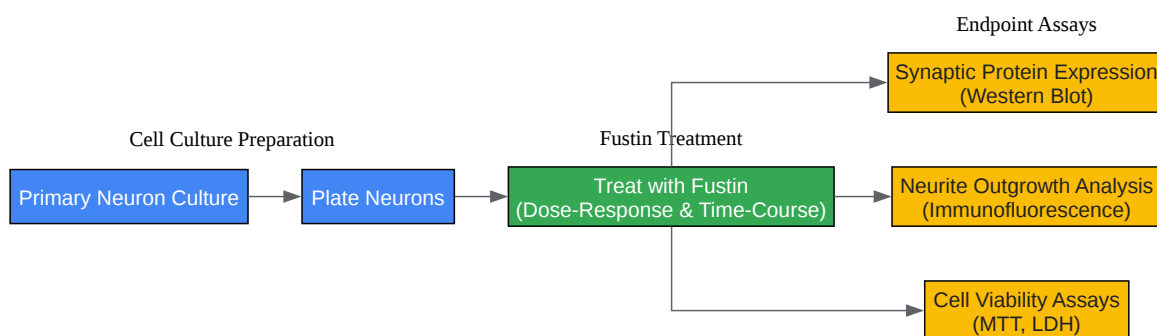 Endpoint Assays
Synaptic Protein Expression
(Western Blot)
Cell Culture Preparation
Fustin Treatment
Primary Neuron Culture
Plate Neurons
Treat with Fustin
(Dose-Response & Time-Course)
Neurite Outgrowth Analysis
(Immunofluorescence)
Cell Viability Assays
(MTT, LDH)